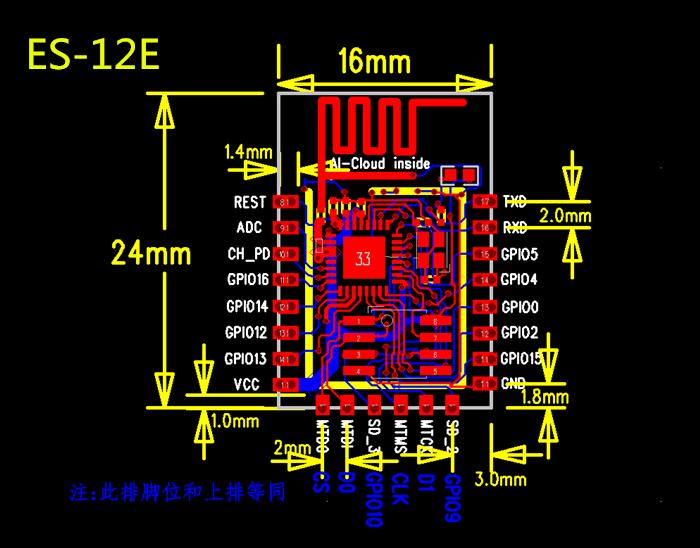 ES-12E
16mm
AI-Cloud inside
1.4mm
24mm
REST
ADC
CH_PD
GPIO16
GPIO14
GPIO12
GPIO13
VCC
TXD
RXD
GPIO5
GPIO4
GPIO0
GPIO2
GPIO15
GND
2.0mm
33
1.8mm
1.0mm
2mm
3.0mm
MTDO
MTDI
SD_3
MTMS
MTCK
SD_2
CS
D0
GPIO10
CLK
D1
GPIO9
注:此排脚位和上排等同